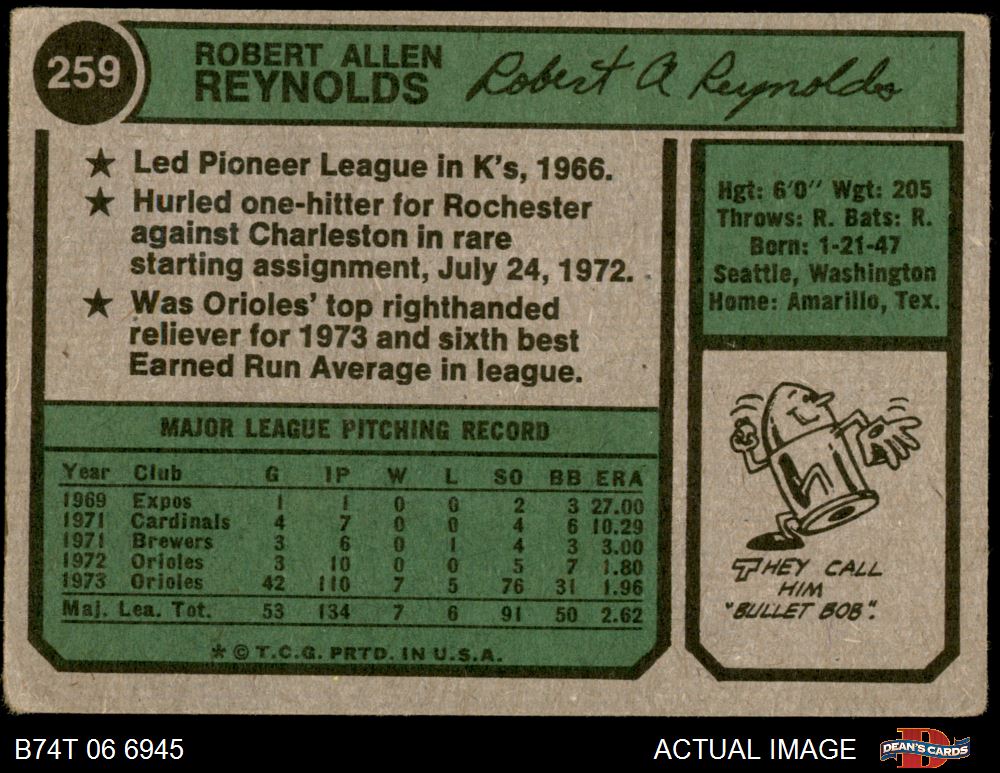 259
ROBERT ALLEN
REYNOLDS
Robert A Reynolds
★ Led Pioneer League in K's, 1966.
★ Hurled one-hitter for Rochester
against Charleston in rare
starting assignment, July 24, 1972.
★ Was Orioles' top righthanded
reliever for 1973 and sixth best
Earned Run Average in league.
Hgt: 6'0" Wgt: 205
Throws: R. Bats: R.
Born: 1-21-47
Seattle, Washington
Home: Amarillo, Tex.
MAJOR LEAGUE PITCHING RECORD
Year Club G IP W L SO BB ERA
1969 Expos 1 1 0 0 2 3 27.00
1971 Cardinals 4 7 0 0 4 6 10.29
1971 Brewers 3 6 0 1 4 3 3.00
1972 Orioles 3 10 0 0 5 7 1.80
1973 Orioles 42 110 7 5 76 31 1.96
Maj. Lea. Tot. 53 134 7 6 91 50 2.62
* © T.C.G. PRTD. IN U.S.A.
THEY CALL
HIM
"BULLET BOB".
B74T 06 6945
ACTUAL IMAGE
DEAN'S CARDS